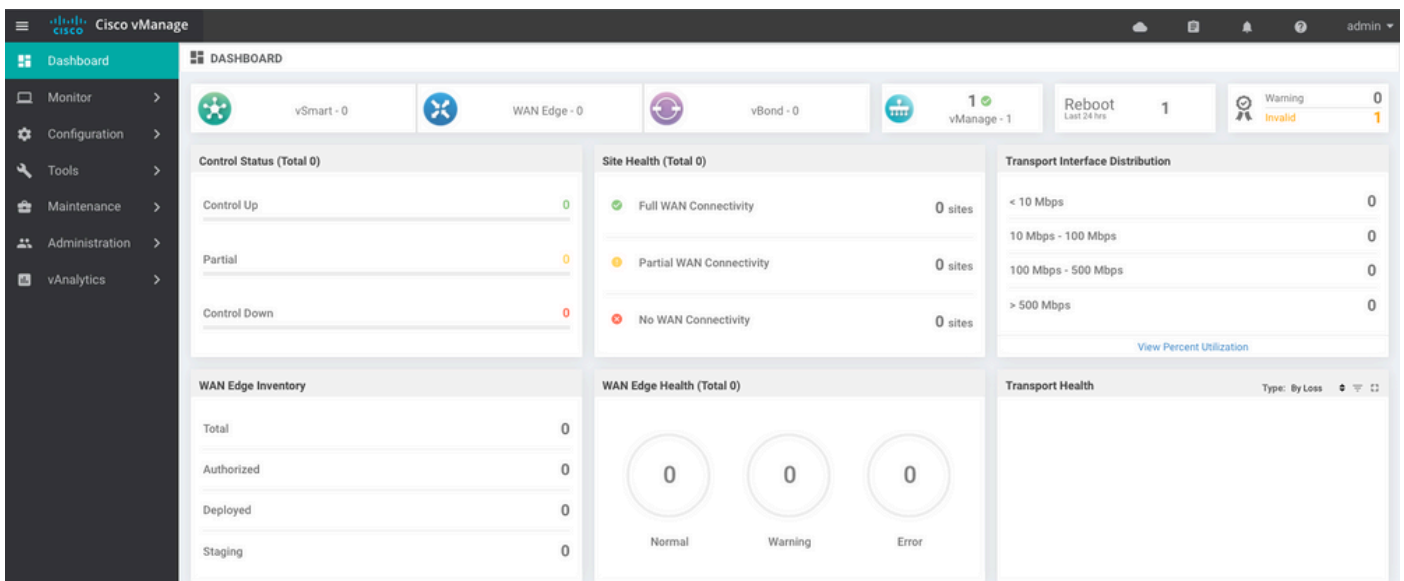 cisco Cisco vManage
admin
Dashboard
Monitor
Configuration
Tools
Maintenance
Administration
vAnalytics
DASHBOARD
vSmart - 0
WAN Edge - 0
vBond - 0
1
vManage - 1
Reboot
Last 24 hrs
1
Warning 0
Invalid 1
Control Status (Total 0)
Control Up 0
Partial 0
Control Down 0
Site Health (Total 0)
Full WAN Connectivity 0 sites
Partial WAN Connectivity 0 sites
No WAN Connectivity 0 sites
Transport Interface Distribution
< 10 Mbps 0
10 Mbps - 100 Mbps 0
100 Mbps - 500 Mbps 0
> 500 Mbps 0
View Percent Utilization
WAN Edge Inventory
Total 0
Authorized 0
Deployed 0
Staging 0
WAN Edge Health (Total 0)
0 0 0
Normal Warning Error
Transport Health Type: By Loss